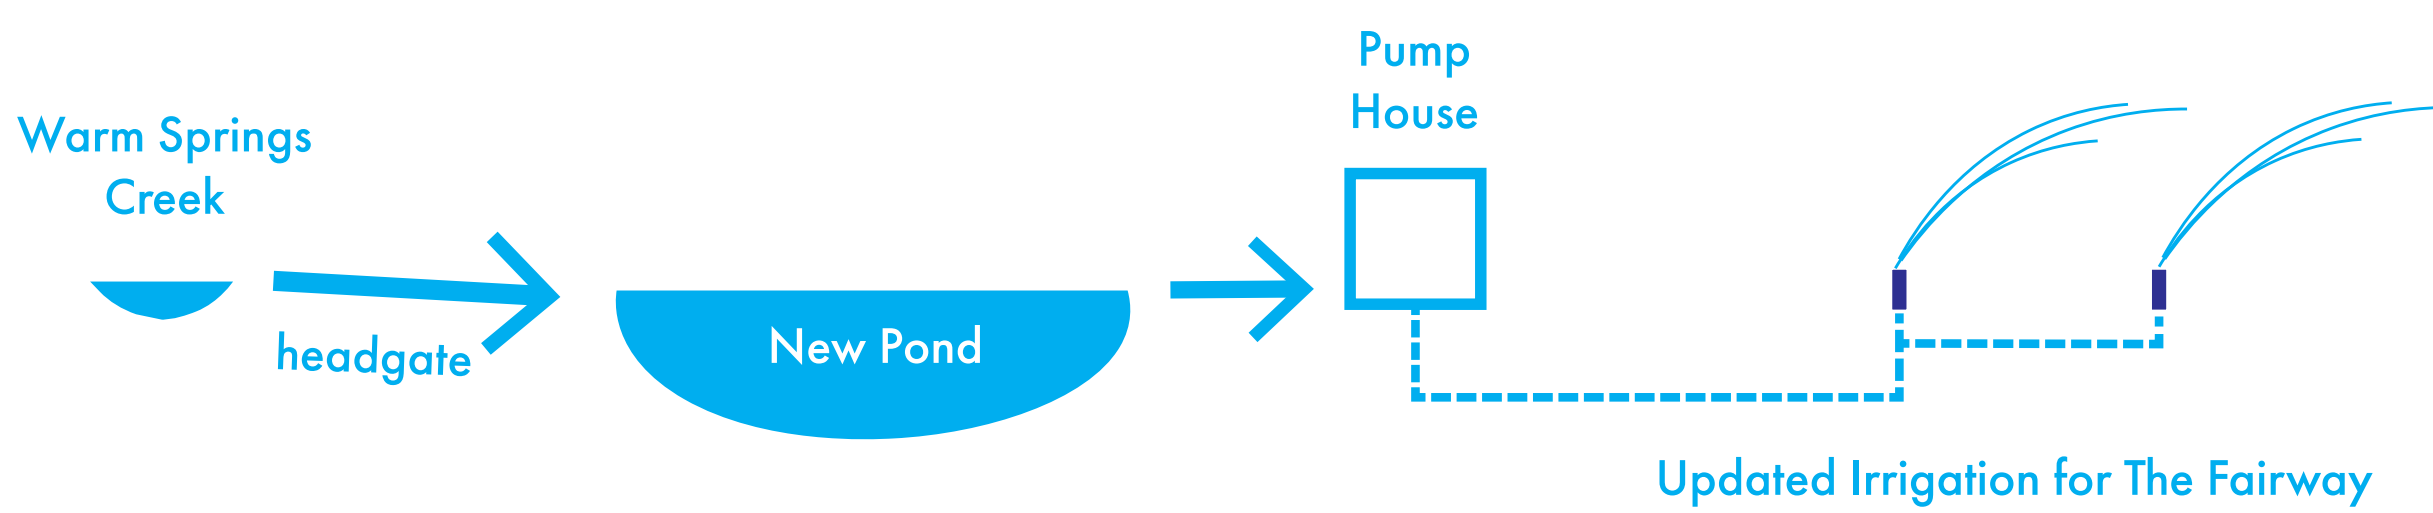 Warm Springs
Creek
headgate
New Pond
Pump
House
Updated Irrigation for The Fairway